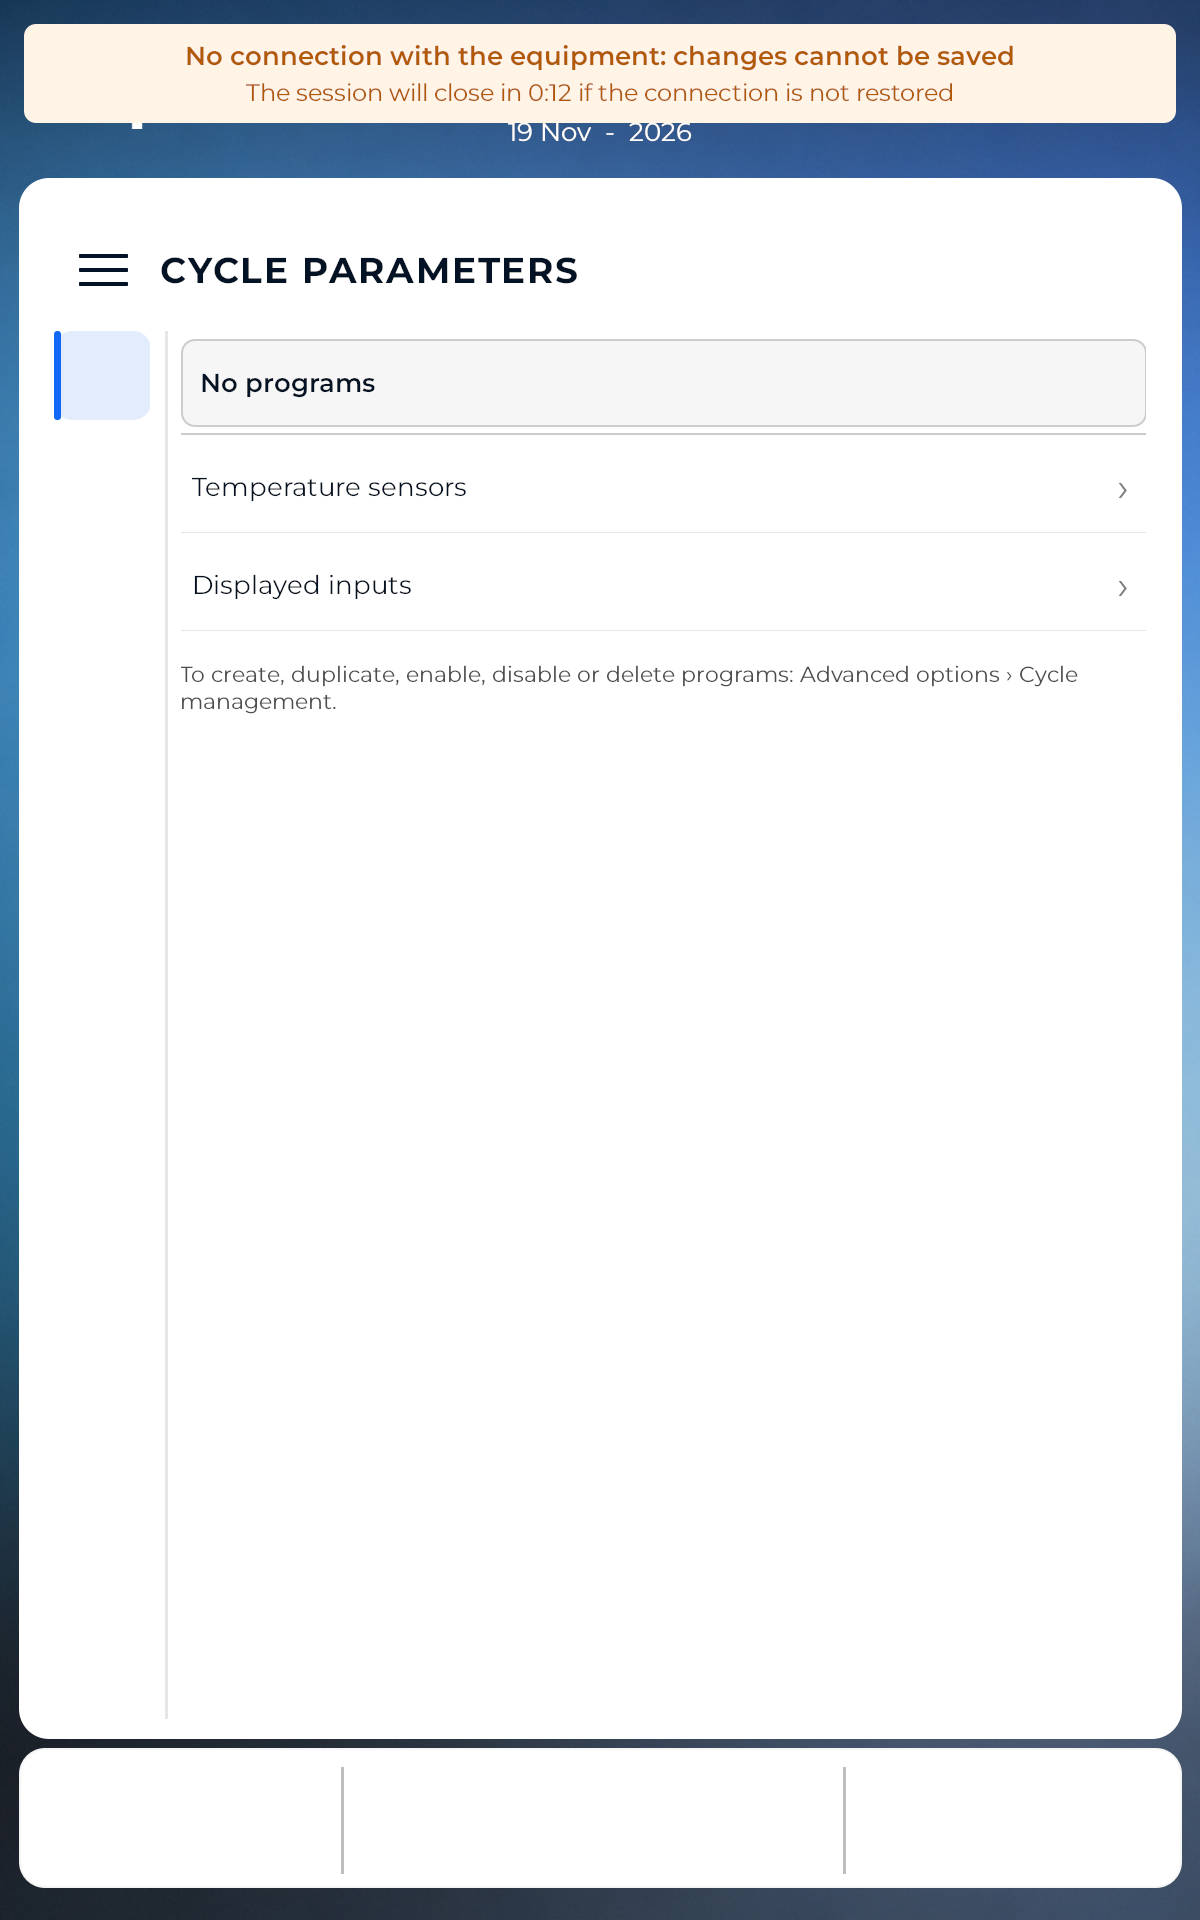 No connection with the equipment: changes cannot be saved
The session will close in 0:12 if the connection is not restored
19 Nov - 2026
CYCLE PARAMETERS
No programs
Temperature sensors ›
Displayed inputs ›
To create, duplicate, enable, disable or delete programs: Advanced options › Cycle
management.